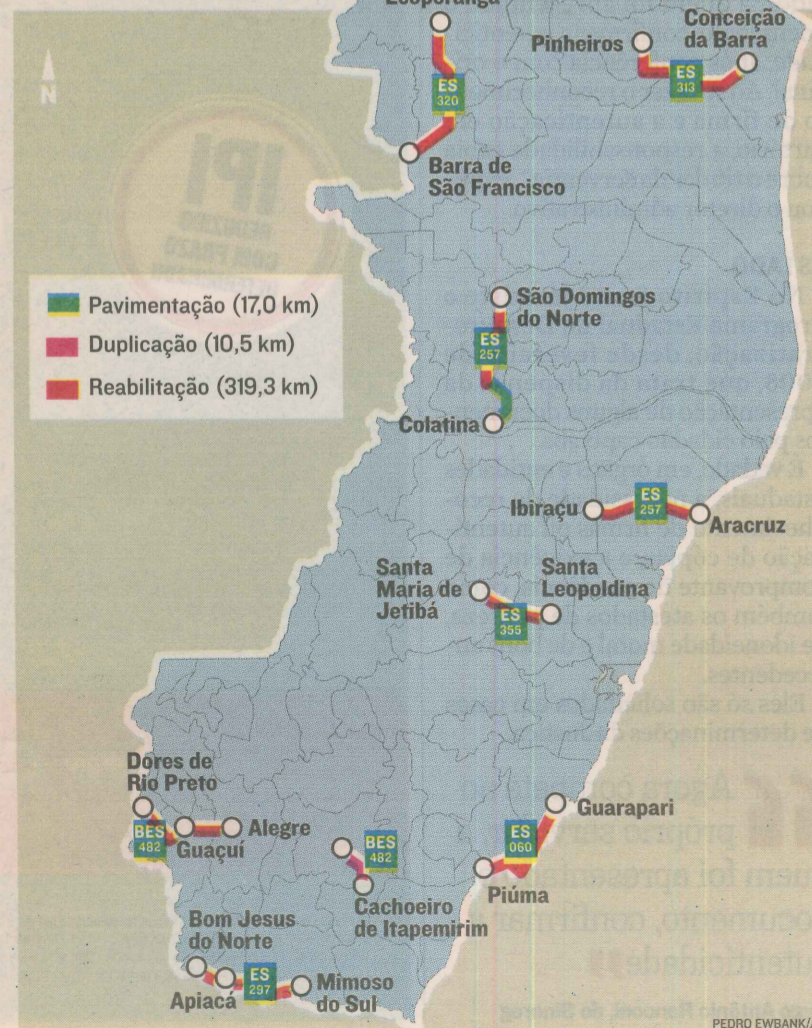 Pinheiros
Conceição
da Barra
ES
313
ES
320
Barra de
São Francisco
N
IPI
REDUZIDO
Pavimentação (17,0 km)
Duplicação (10,5 km)
Reabilitação (319,3 km)
São Domingos
do Norte
ES
257
Colatina
Ibiraçu
ES
257
Aracruz
Santa
Maria de
Jetibá
Santa
Leopoldina
ES
355
Dores de
Rio Preto
BES
482
Guaçuí
Alegre
BES
482
Cachoeiro
de Itapemirim
ES
060
Guarapari
Piúma
Bom Jesus
do Norte
Apiacá
ES
297
Mimoso
do Sul
PEDRO EWBANK/